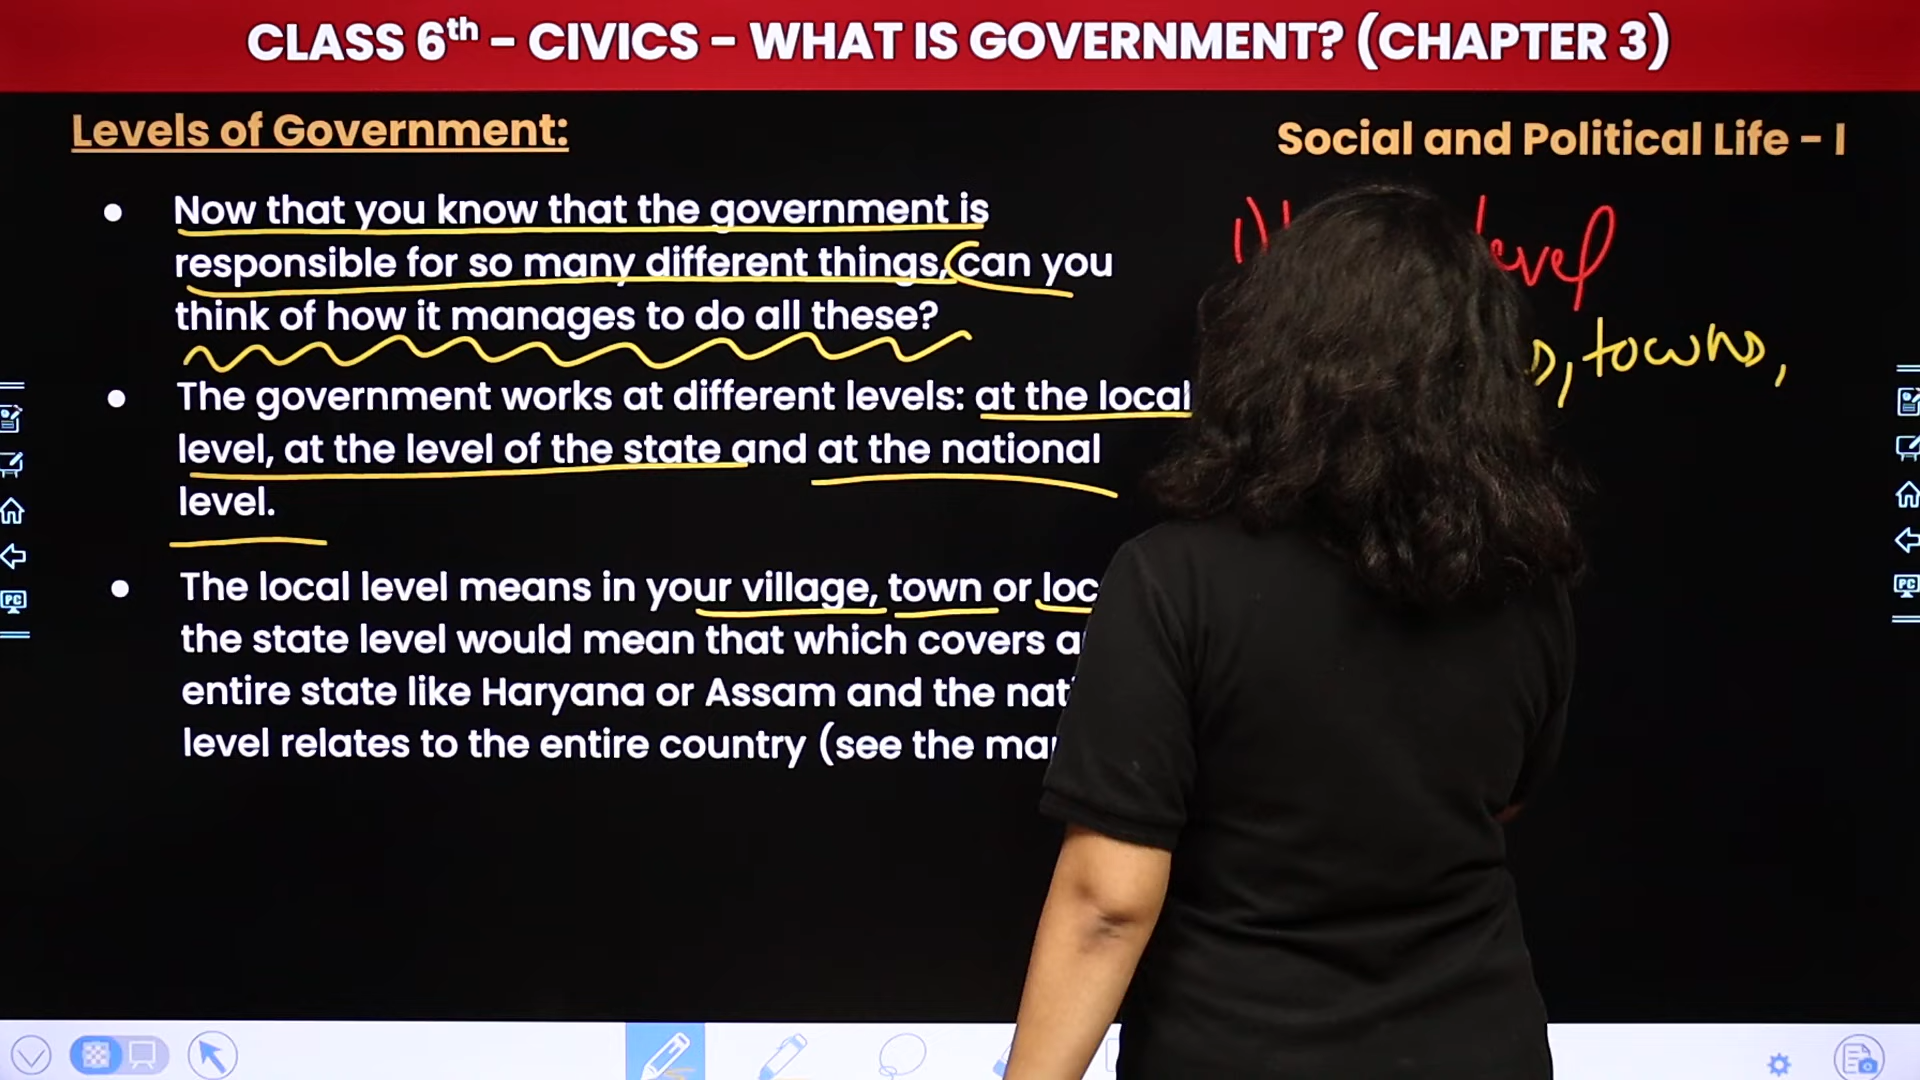 CLASS 6th - CIVICS - WHAT IS GOVERNMENT? (CHAPTER 3)
Levels of Government:
Social and Political Life - I
● Now that you know that the government is
responsible for so many different things, Can you
think of how it manages to do all these?
● The government works at different levels: at the local
level, at the level of the state and at the national
level.
● The local level means in your village, town or
the state level would mean that which covers
entire state like Haryana or Assam and the
level relates to the entire country (see the
1)
level
, towns,
PC
PC